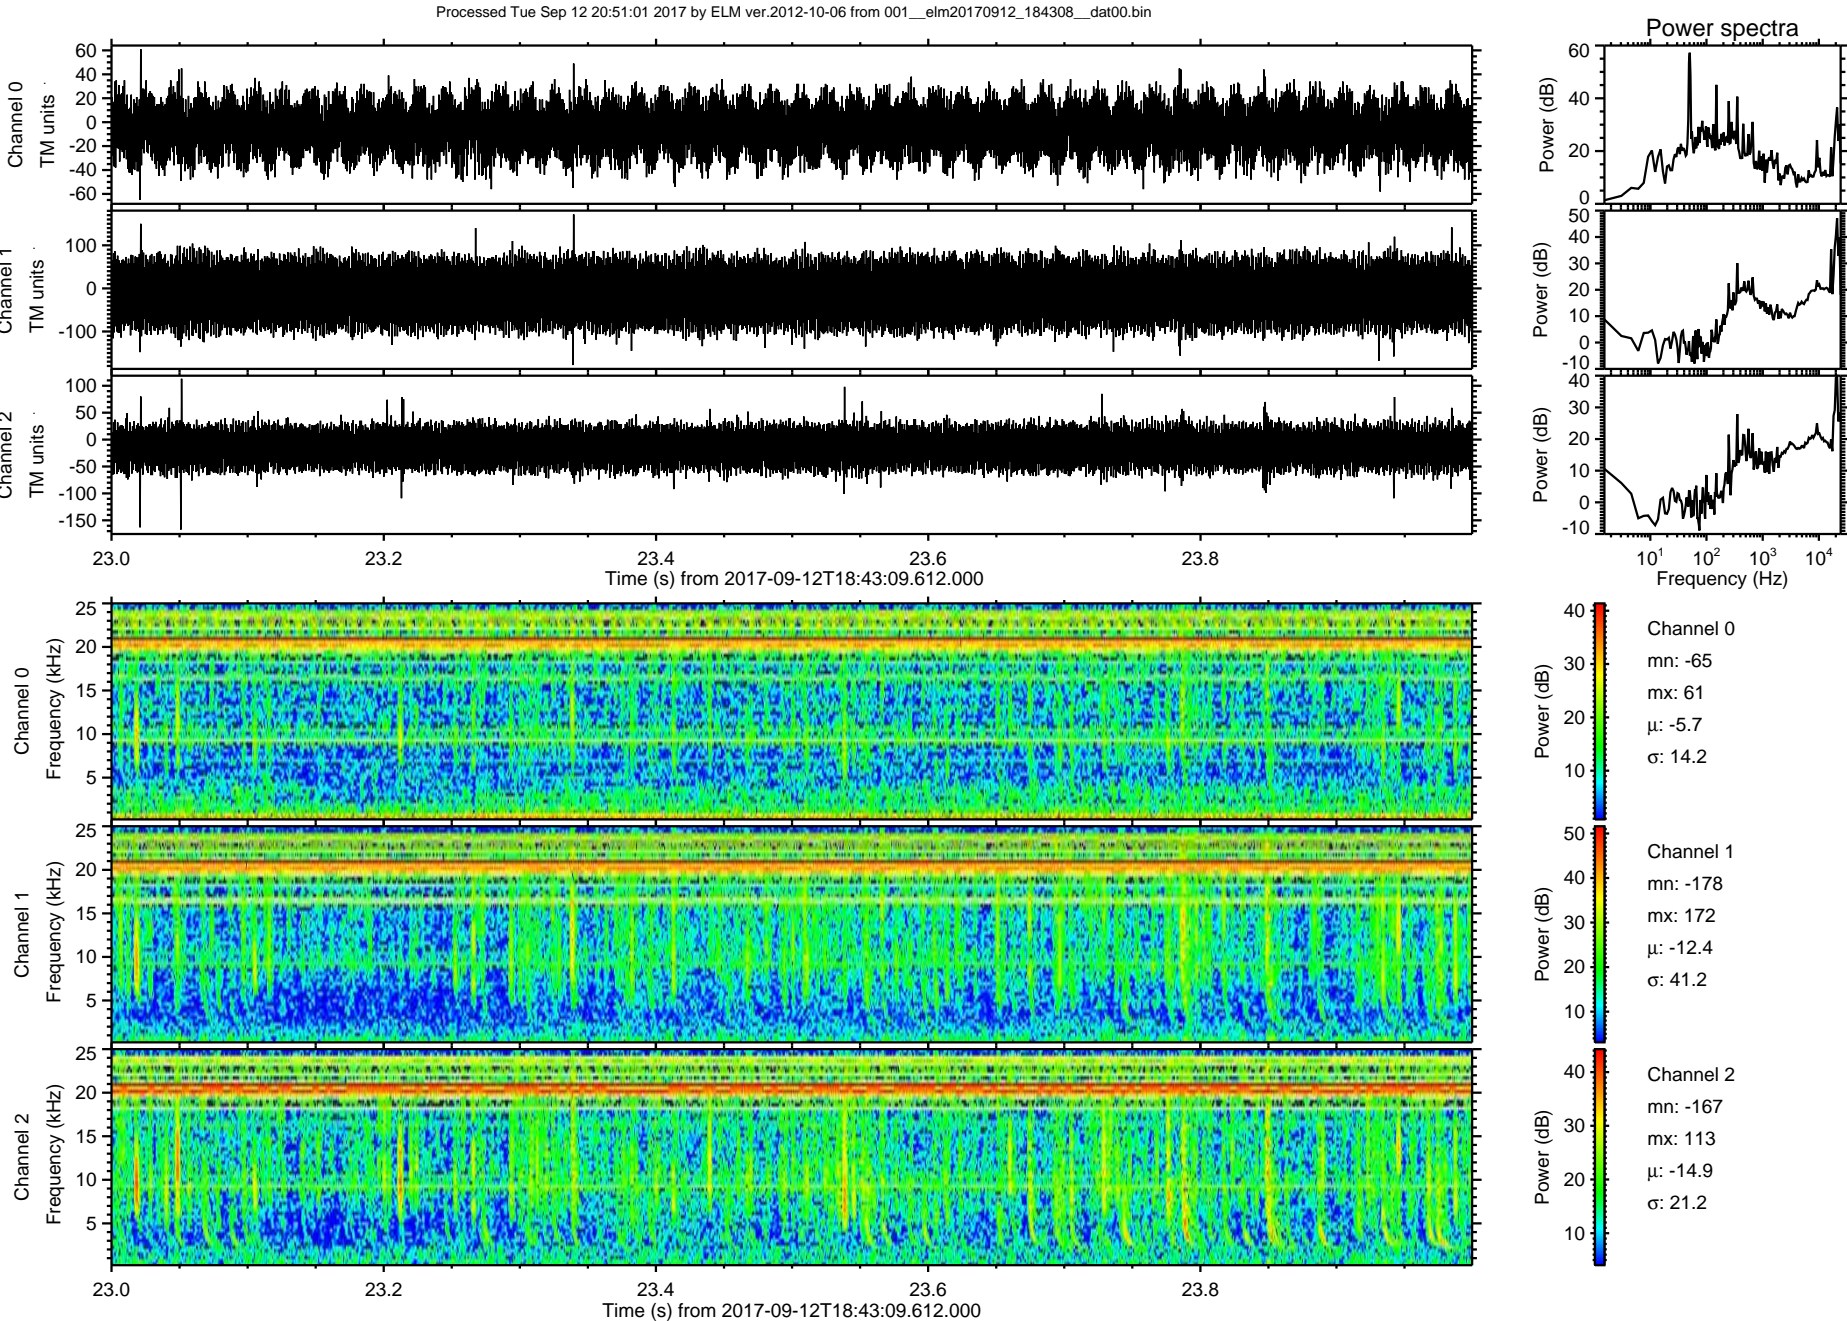 Processed Tue Sep 12 20:51:01 2017 by ELM ver.2012-10-06 from 001__elm20170912_184308__dat00.bin
Power spectra
Channel 0
TM units
60
40
20
0
-20
-40
-60
Power (dB)
60
40
20
0
Channel 1
TM units
100
0
-100
Power (dB)
50
40
30
20
10
0
-10
Channel 2
TM units
100
50
0
-50
-100
-150
Power (dB)
40
30
20
10
0
-10
23.0 23.2 23.4 23.6 23.8
Time (s) from 2017-09-12T18:43:09.612.000
10¹ 10² 10³ 10⁴
Frequency (Hz)
Channel 0
Frequency (kHz)
25
20
15
10
5
Power (dB)
40
30
20
10
Channel 0
mn: -65
mx: 61
μ: -5.7
σ: 14.2
Channel 1
Frequency (kHz)
25
20
15
10
5
Power (dB)
50
40
30
20
10
Channel 1
mn: -178
mx: 172
μ: -12.4
σ: 41.2
Channel 2
Frequency (kHz)
25
20
15
10
5
Power (dB)
40
30
20
10
Channel 2
mn: -167
mx: 113
μ: -14.9
σ: 21.2
23.0 23.2 23.4 23.6 23.8
Time (s) from 2017-09-12T18:43:09.612.000